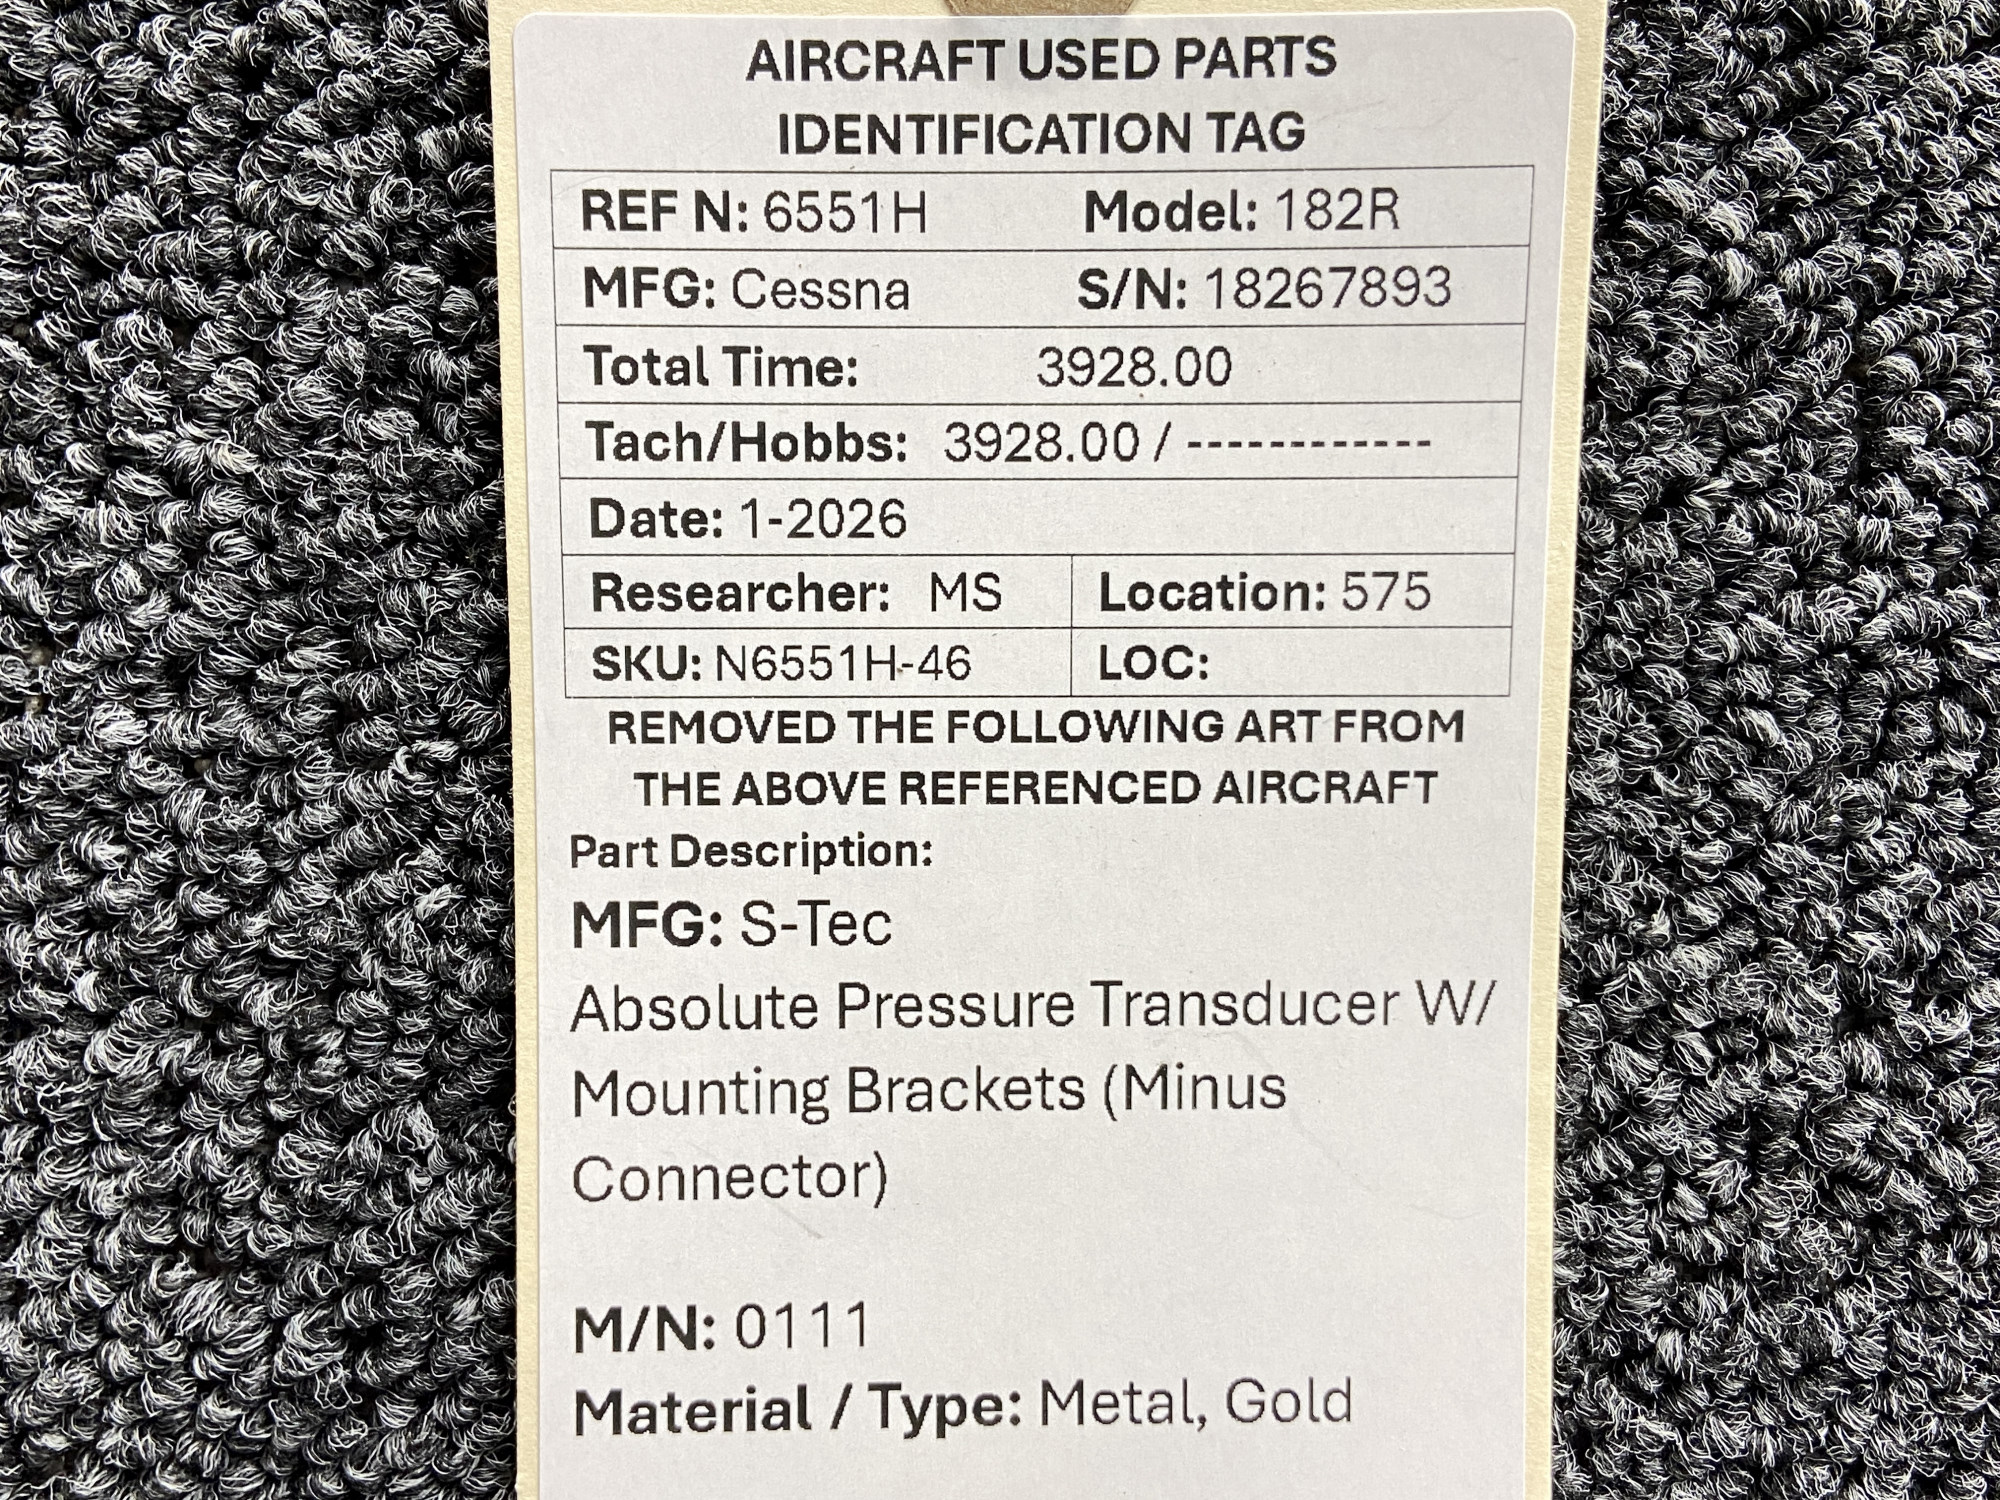 AIRCRAFT USED PARTS
IDENTIFICATION TAG
REF N: 6551H Model: 182R
MFG: Cessna S/N: 18267893
Total Time: 3928.00
Tach/Hobbs: 3928.00 / ------------
Date: 1-2026
Researcher: MS Location: 575
SKU: N6551H-46 LOC:
REMOVED THE FOLLOWING ART FROM
THE ABOVE REFERENCED AIRCRAFT
Part Description:
MFG: S-Tec
Absolute Pressure Transducer W/
Mounting Brackets (Minus
Connector)
M/N: 0111
Material / Type: Metal, Gold